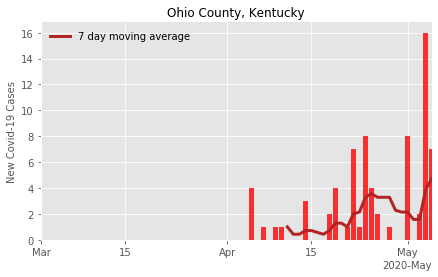 Ohio County, Kentucky
7 day moving average
New Covid-19 Cases
16
14
12
10
8
6
4
2
0
Mar 15 Apr 15 May
2020-May